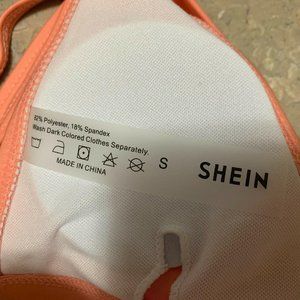 82% Polyester, 18% Spandex
Wash Dark Colored Clothes Separately.
S
SHEIN
MADE IN CHINA